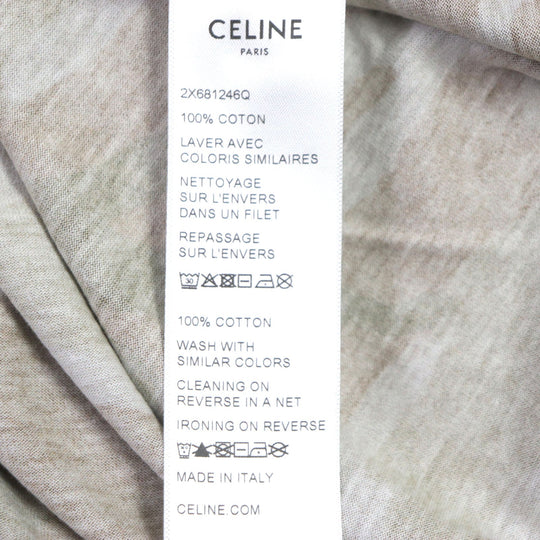 CELINE
PARIS
2X681246Q
100% COTON
LAVER AVEC
COLORIS SIMILAIRES
NETTOYAGE
SUR L'ENVERS
DANS UN FILET
REPASSAGE
SUR L'ENVERS
30
100% COTTON
WASH WITH
SIMILAR COLORS
CLEANING ON
REVERSE IN A NET
IRONING ON REVERSE
MADE IN ITALY
CELINE.COM